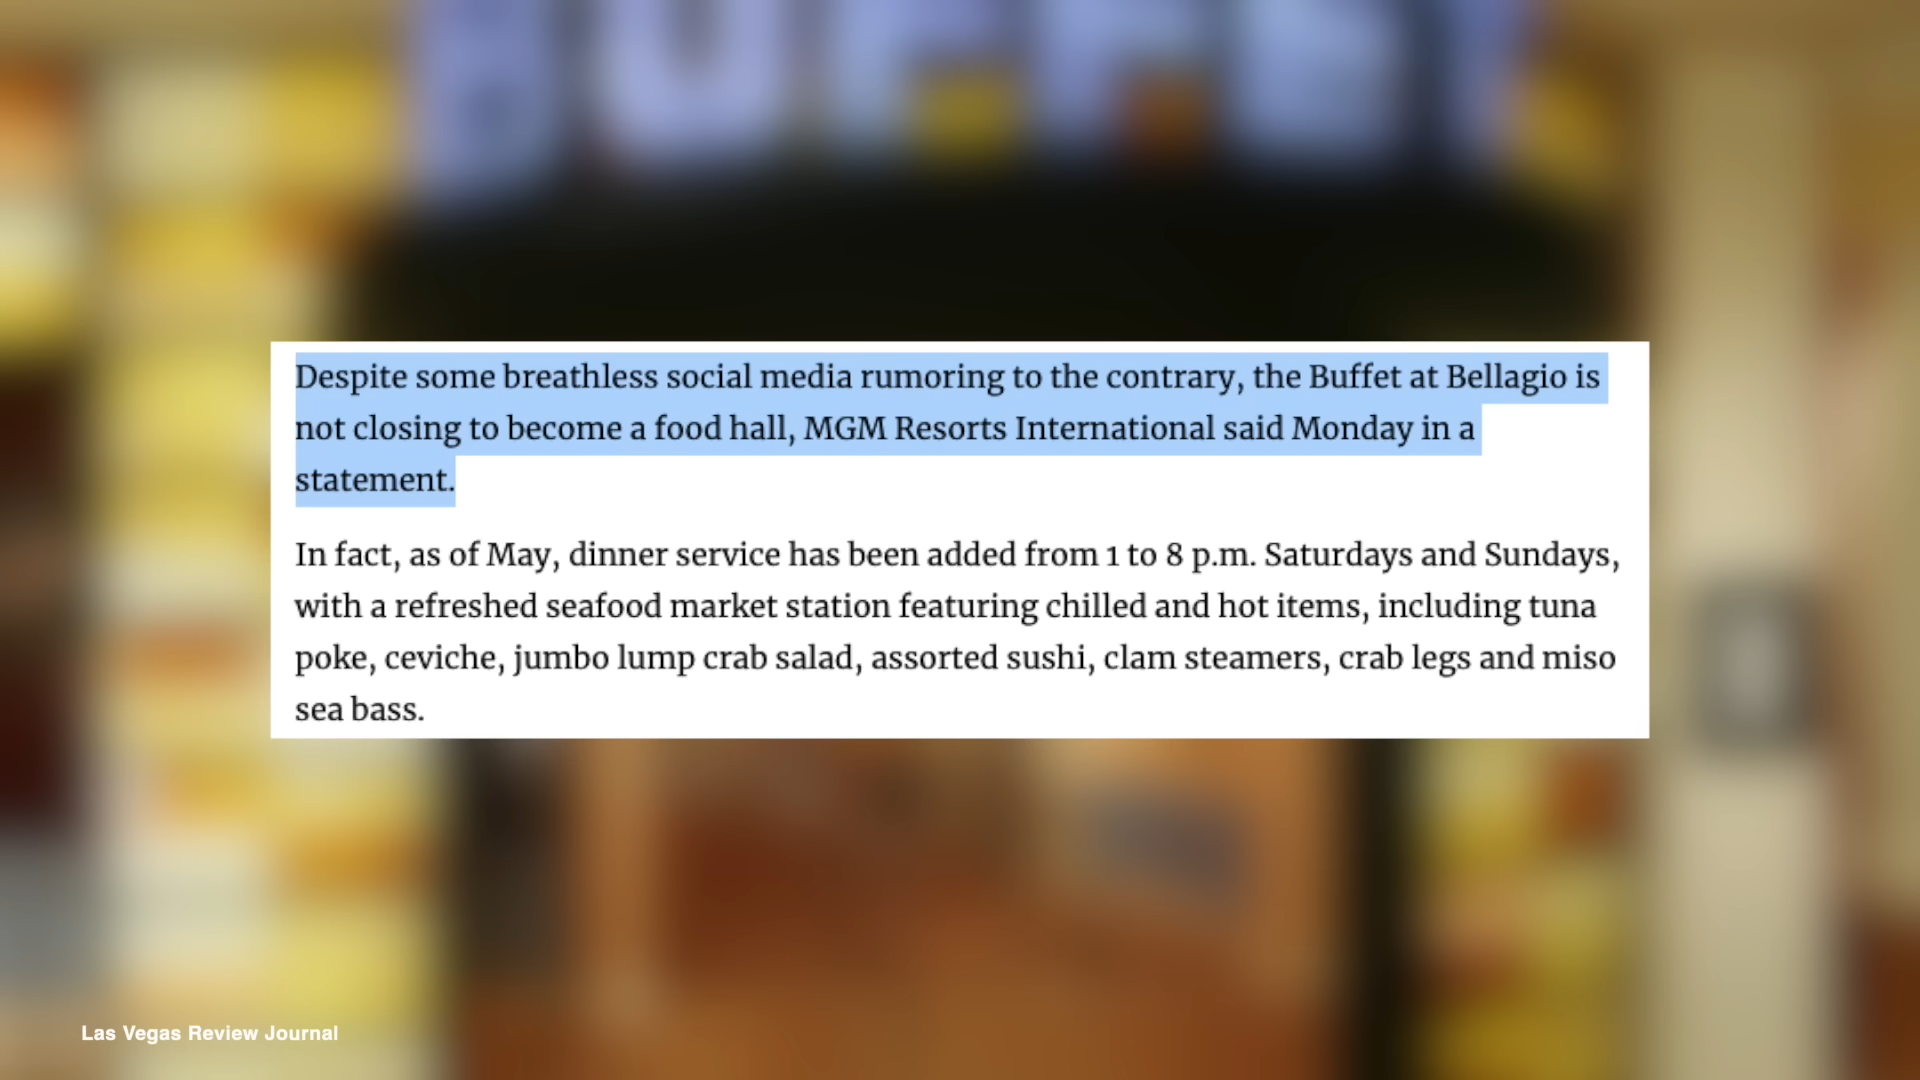 BUFFET
Despite some breathless social media rumoring to the contrary, the Buffet at Bellagio is
not closing to become a food hall, MGM Resorts International said Monday in a
statement.
In fact, as of May, dinner service has been added from 1 to 8 p.m. Saturdays and Sundays,
with a refreshed seafood market station featuring chilled and hot items, including tuna
poke, ceviche, jumbo lump crab salad, assorted sushi, clam steamers, crab legs and miso
sea bass.
Las Vegas Review Journal